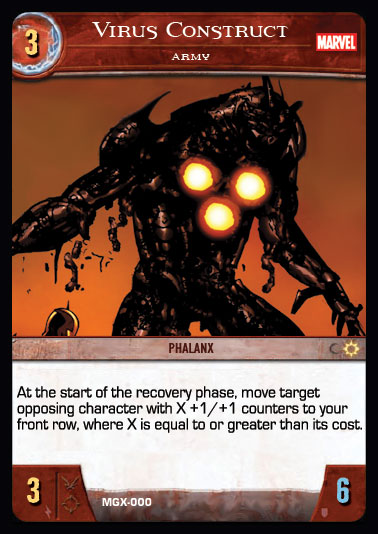 3
VIRUS CONSTRUCT
ARMY
MARVEL
PHALANX
C
At the start of the recovery phase, move target
opposing character with X +1/+1 counters to your
front row, where X is equal to or greater than its cost.
3
MGX-000
6